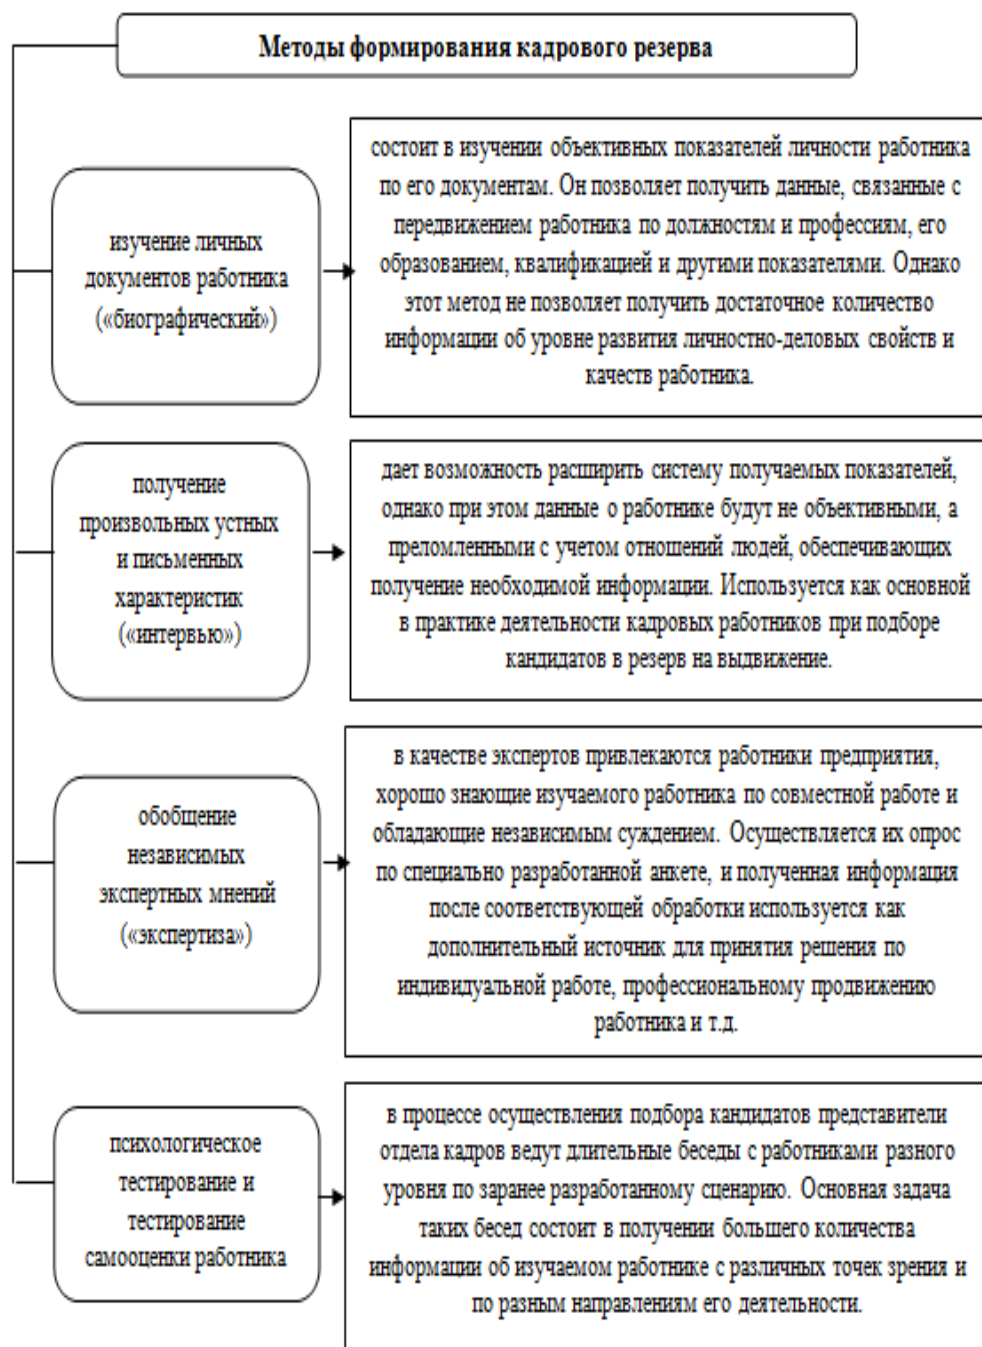 Методы формирования кадрового резерва
изучение личных
документов работника
(«биографический»)
состоит в изучении объективных показателей личности работника
по его документам. Он позволяет получить данные, связанные с
передвижением работника по должностям и профессиям, его
образованием, квалификацией и другими показателями. Однако
этот метод не позволяет получить достаточное количество
информации об уровне развития личностно-деловых свойств и
качеств работника.
получение
произвольных устных
и письменных
характеристик
(«интервью»)
дает возможность расширить систему получаемых показателей,
однако при этом данные о работнике будут не объективными, а
преломленными с учетом отношений людей, обеспечивающих
получение необходимой информации. Используется как основной
в практике деятельности кадровых работников при подборе
кандидатов в резерв на выдвижение.
обобщение
независимых
экспертных мнений
(«экспертиза»)
в качестве экспертов привлекаются работники предприятия,
хорошо знающие изучаемого работника по совместной работе и
обладающие независимым суждением. Осуществляется их опрос
по специально разработанной анкете, и полученная информация
после соответствующей обработки используется как
дополнительный источник для принятия решения по
индивидуальной работе, профессиональному продвижению
работника и т.д.
психологическое
тестирование и
тестирование
самооценки работника
в процессе осуществления подбора кандидатов представители
отдела кадров ведут длительные беседы с работниками разного
уровня по заранее разработанному сценарию. Основная задача
таких бесед состоит в получении большего количества
информации об изучаемом работнике с различных точек зрения и
по разным направлениям его деятельности.